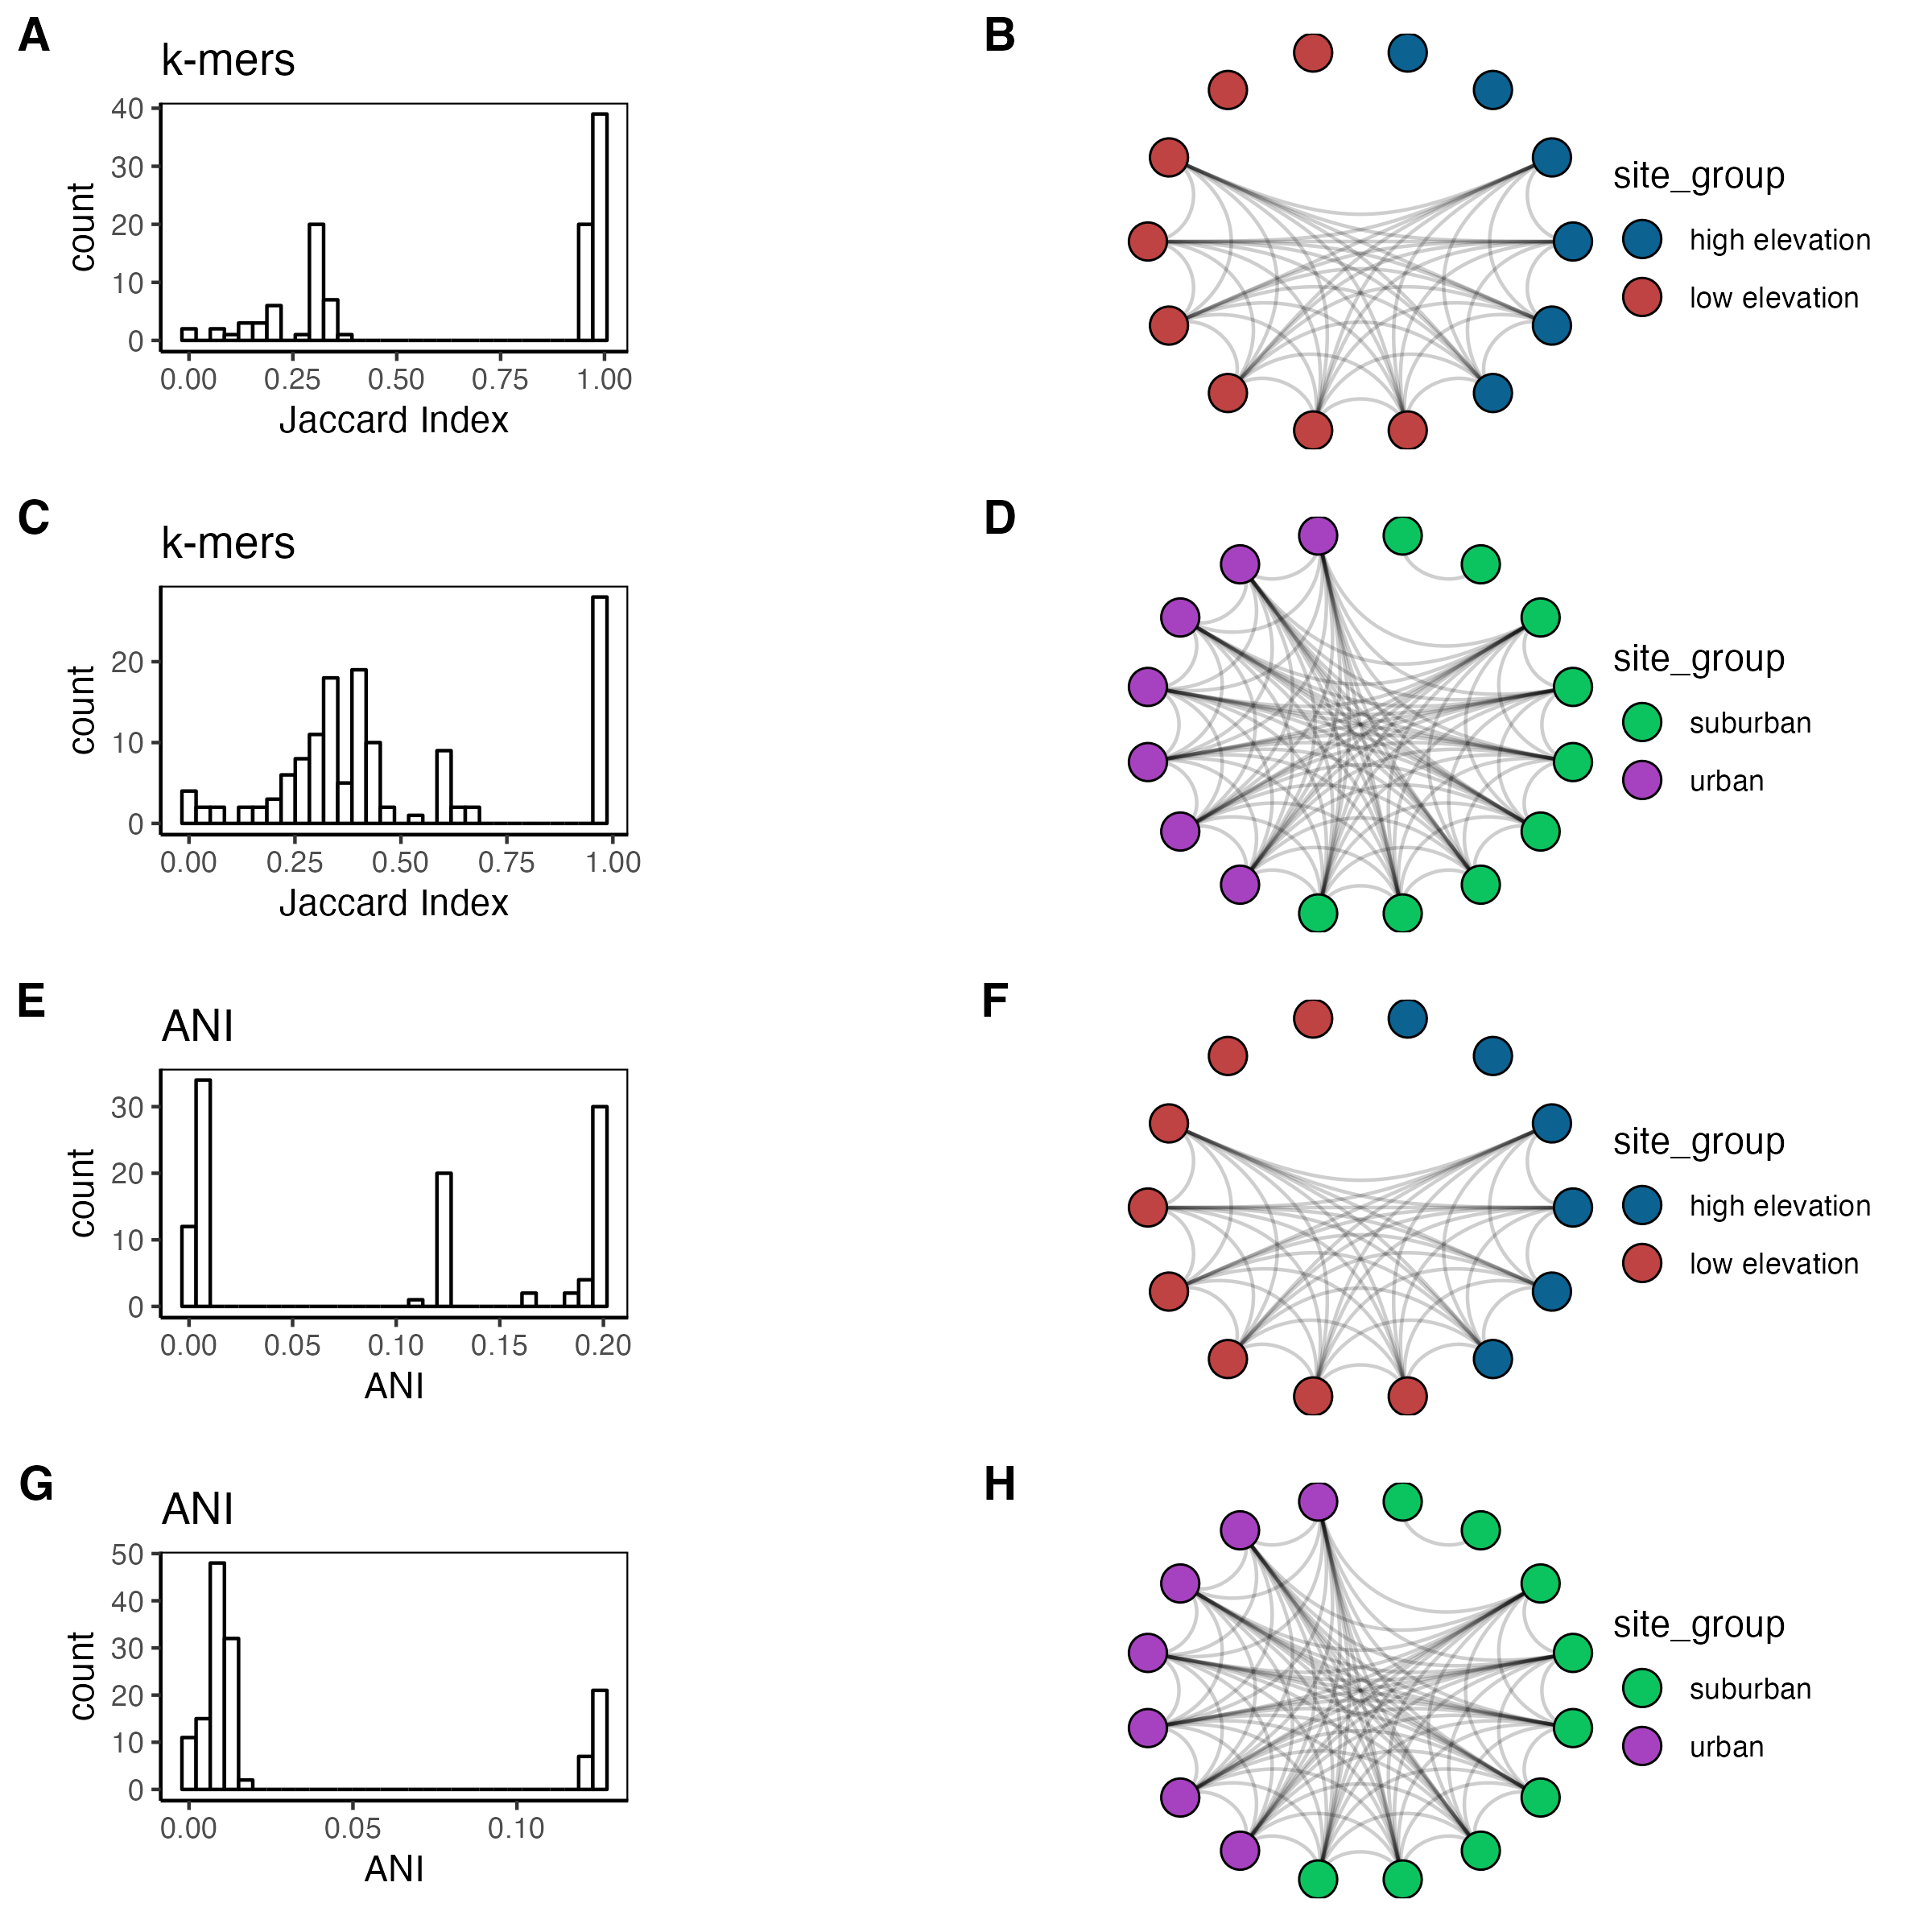 A
k-mers
40
30
20
10
0
count
0.00 0.25 0.50 0.75 1.00
Jaccard Index
B
site_group
high elevation
low elevation
C
k-mers
20
10
0
count
0.00 0.25 0.50 0.75 1.00
Jaccard Index
D
site_group
suburban
urban
E
ANI
30
20
10
0
count
0.00 0.05 0.10 0.15 0.20
ANI
F
site_group
high elevation
low elevation
G
ANI
50
40
30
20
10
0
count
0.00 0.05 0.10
ANI
H
site_group
suburban
urban